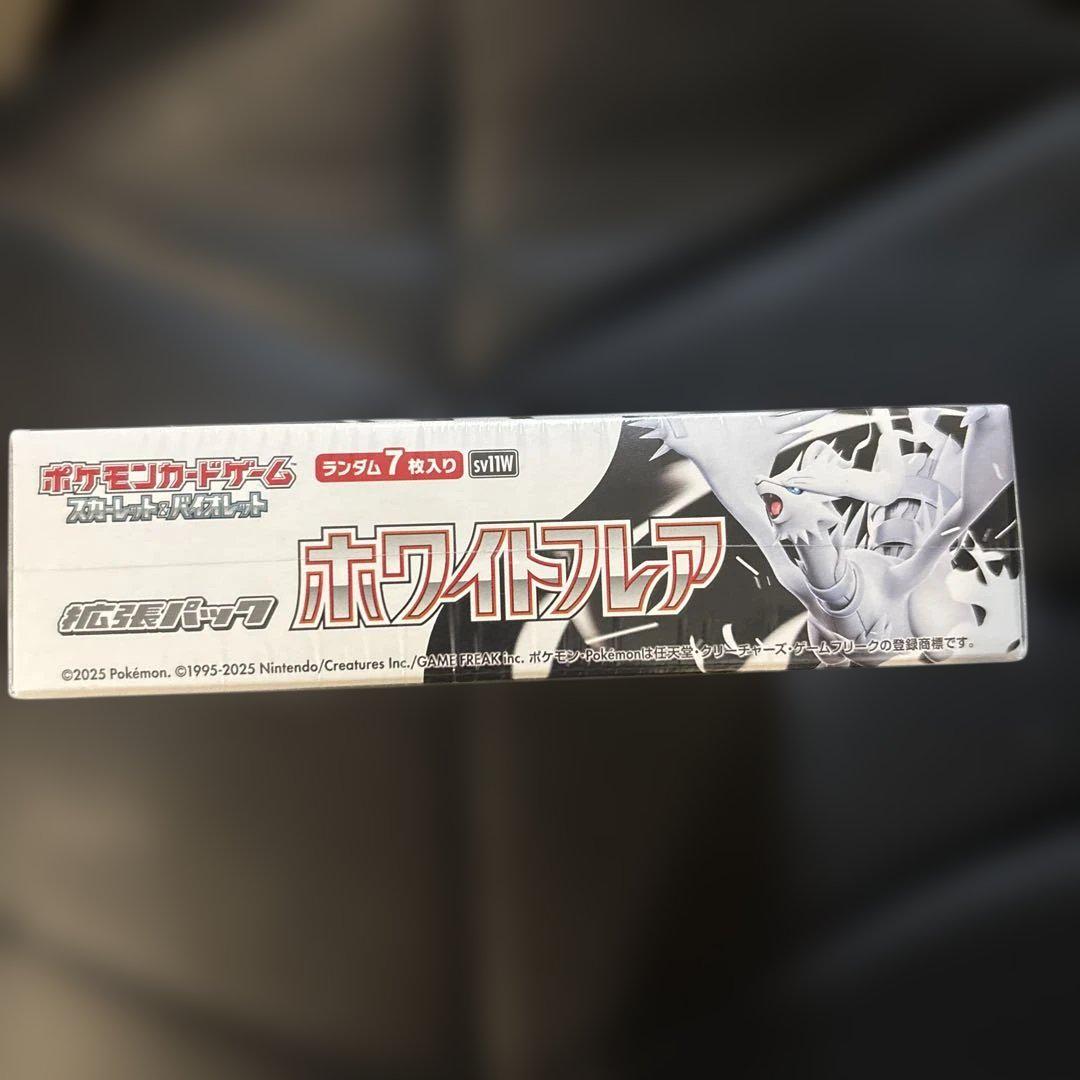 ポケモンカードゲーム
スカーレット&バイオレット
ランダム7枚入り
sv11W
拡張パック
ホワイトフレア
©2025 Pokémon. ©1995-2025 Nintendo/Creatures Inc./GAME FREAK inc. ポケモン・Pokémonは任天堂・クリーチャーズ・ゲームフリークの登録商標です。